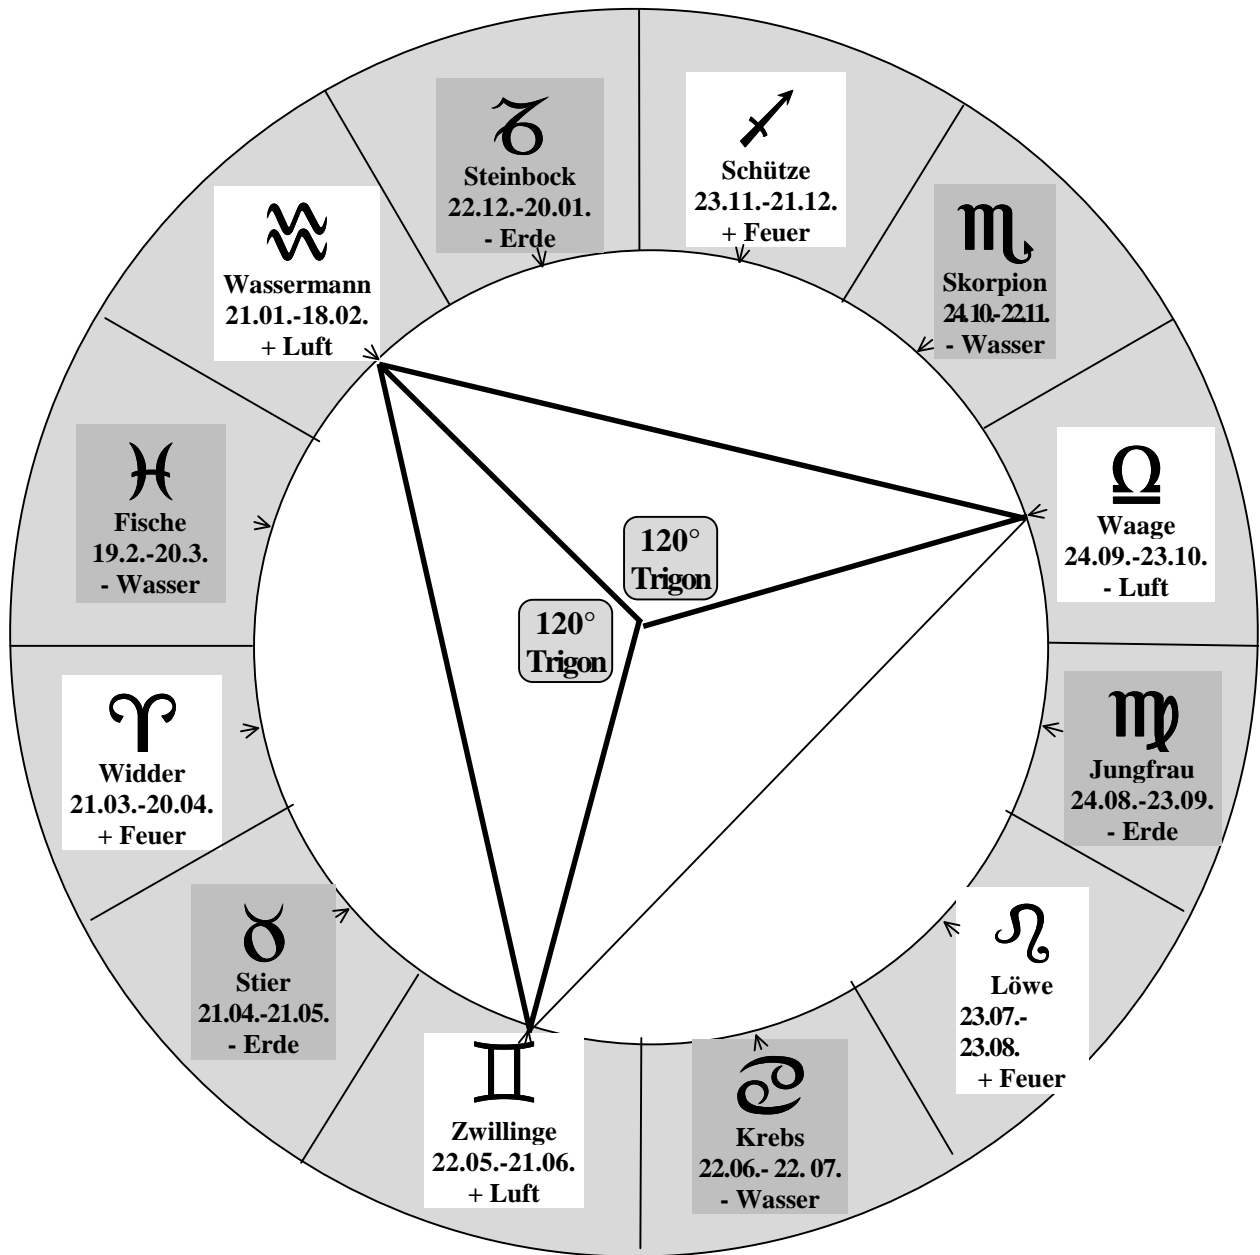 Steinbock
22.12.-20.01.
- Erde
Schütze
23.11.-21.12.
+ Feuer
Skorpion
24.10.-22.11.
- Wasser
Waage
24.09.-23.10.
- Luft
Jungfrau
24.08.-23.09.
- Erde
Löwe
23.07.-
23.08.
+ Feuer
Krebs
22.06.- 22. 07.
- Wasser
Zwillinge
22.05.-21.06.
+ Luft
Stier
21.04.-21.05.
- Erde
Widder
21.03.-20.04.
+ Feuer
Fische
19.2.-20.3.
- Wasser
Wassermann
21.01.-18.02.
+ Luft
120°
Trigon
120°
Trigon